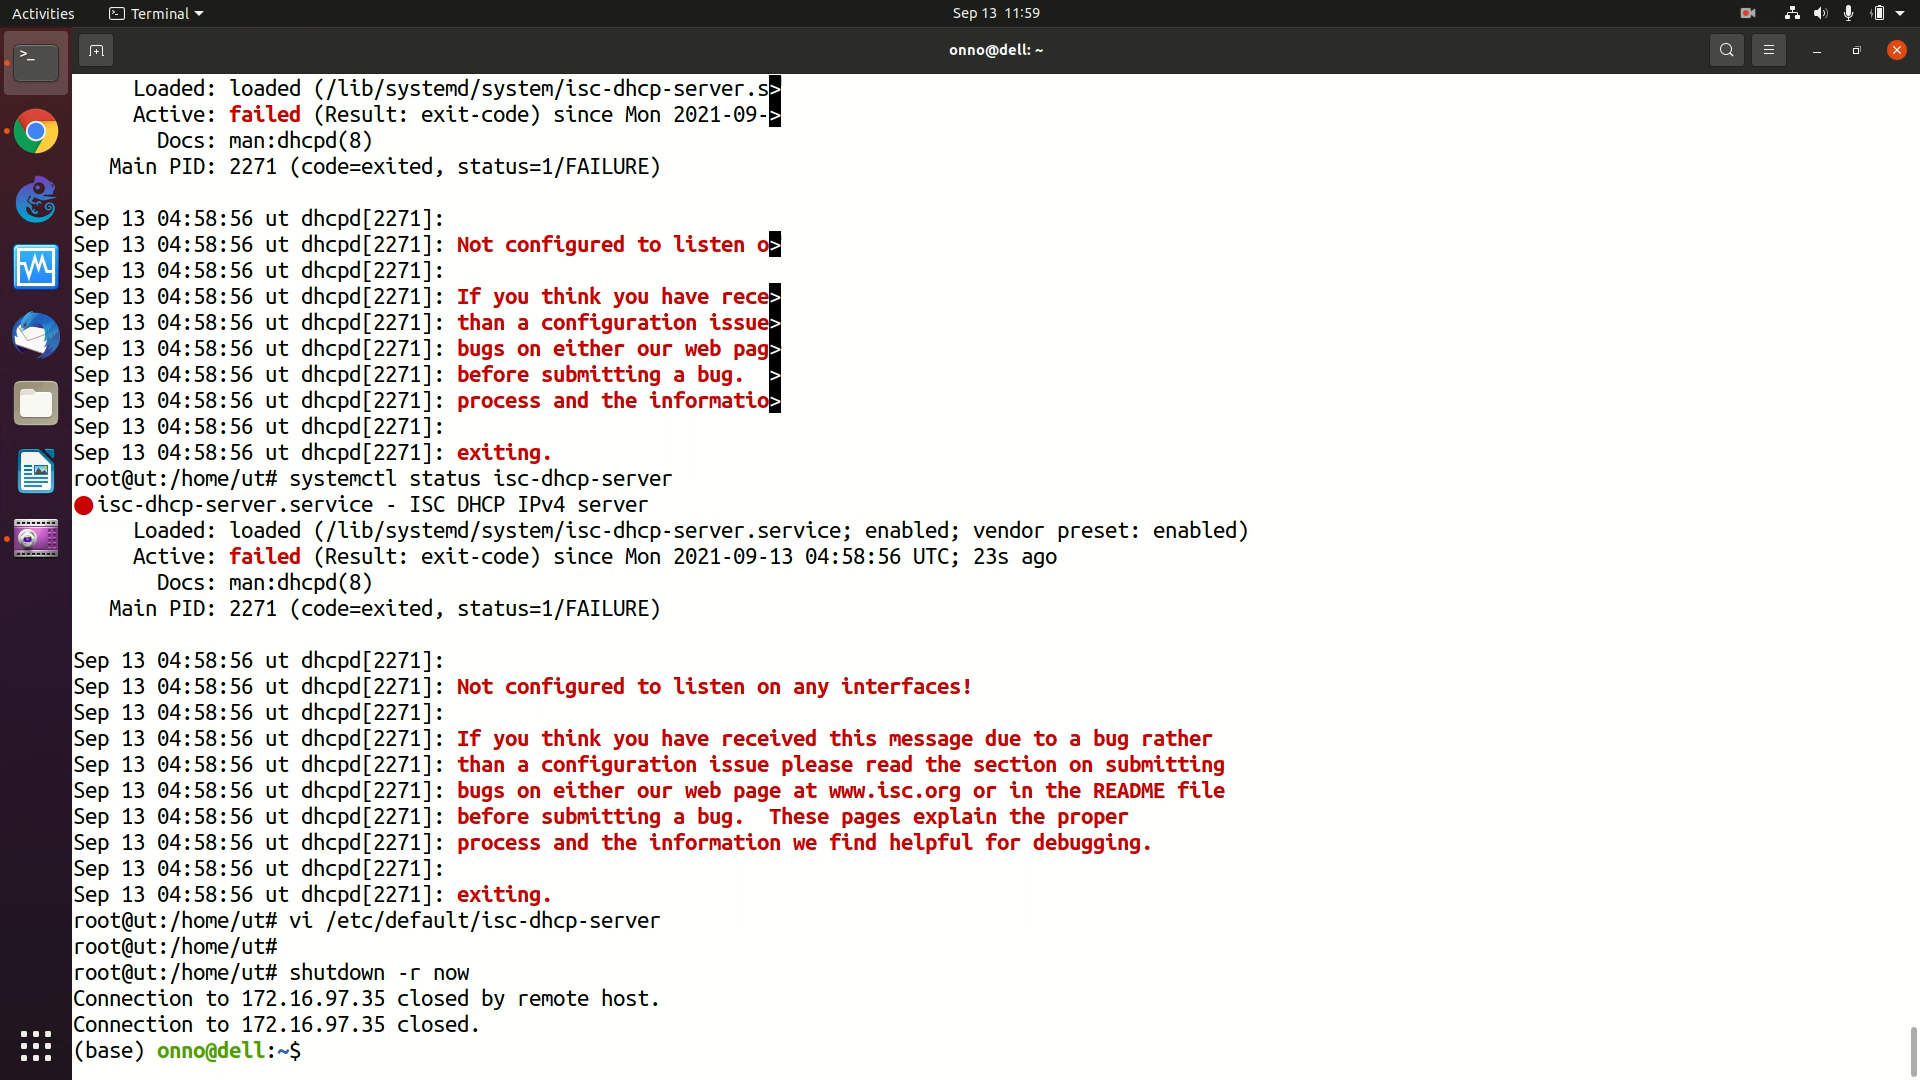 Activities Terminal Sep 13 11:59
onno@dell: ~
Loaded: loaded (/lib/systemd/system/isc-dhcp-server.s>
Active: failed (Result: exit-code) since Mon 2021-09->
Docs: man:dhcpd(8)
Main PID: 2271 (code=exited, status=1/FAILURE)
Sep 13 04:58:56 ut dhcpd[2271]:
Sep 13 04:58:56 ut dhcpd[2271]: Not configured to listen o>
Sep 13 04:58:56 ut dhcpd[2271]:
Sep 13 04:58:56 ut dhcpd[2271]: If you think you have rece>
Sep 13 04:58:56 ut dhcpd[2271]: than a configuration issue>
Sep 13 04:58:56 ut dhcpd[2271]: bugs on either our web pag>
Sep 13 04:58:56 ut dhcpd[2271]: before submitting a bug.  >
Sep 13 04:58:56 ut dhcpd[2271]: process and the informatio>
Sep 13 04:58:56 ut dhcpd[2271]:
Sep 13 04:58:56 ut dhcpd[2271]: exiting.
root@ut:/home/ut# systemctl status isc-dhcp-server
isc-dhcp-server.service - ISC DHCP IPv4 server
Loaded: loaded (/lib/systemd/system/isc-dhcp-server.service; enabled; vendor preset: enabled)
Active: failed (Result: exit-code) since Mon 2021-09-13 04:58:56 UTC; 23s ago
Docs: man:dhcpd(8)
Main PID: 2271 (code=exited, status=1/FAILURE)
Sep 13 04:58:56 ut dhcpd[2271]:
Sep 13 04:58:56 ut dhcpd[2271]: Not configured to listen on any interfaces!
Sep 13 04:58:56 ut dhcpd[2271]:
Sep 13 04:58:56 ut dhcpd[2271]: If you think you have received this message due to a bug rather
Sep 13 04:58:56 ut dhcpd[2271]: than a configuration issue please read the section on submitting
Sep 13 04:58:56 ut dhcpd[2271]: bugs on either our web page at www.isc.org or in the README file
Sep 13 04:58:56 ut dhcpd[2271]: before submitting a bug.  These pages explain the proper
Sep 13 04:58:56 ut dhcpd[2271]: process and the information we find helpful for debugging.
Sep 13 04:58:56 ut dhcpd[2271]:
Sep 13 04:58:56 ut dhcpd[2271]: exiting.
root@ut:/home/ut# vi /etc/default/isc-dhcp-server
root@ut:/home/ut#
root@ut:/home/ut# shutdown -r now
Connection to 172.16.97.35 closed by remote host.
Connection to 172.16.97.35 closed.
(base) onno@dell:~$